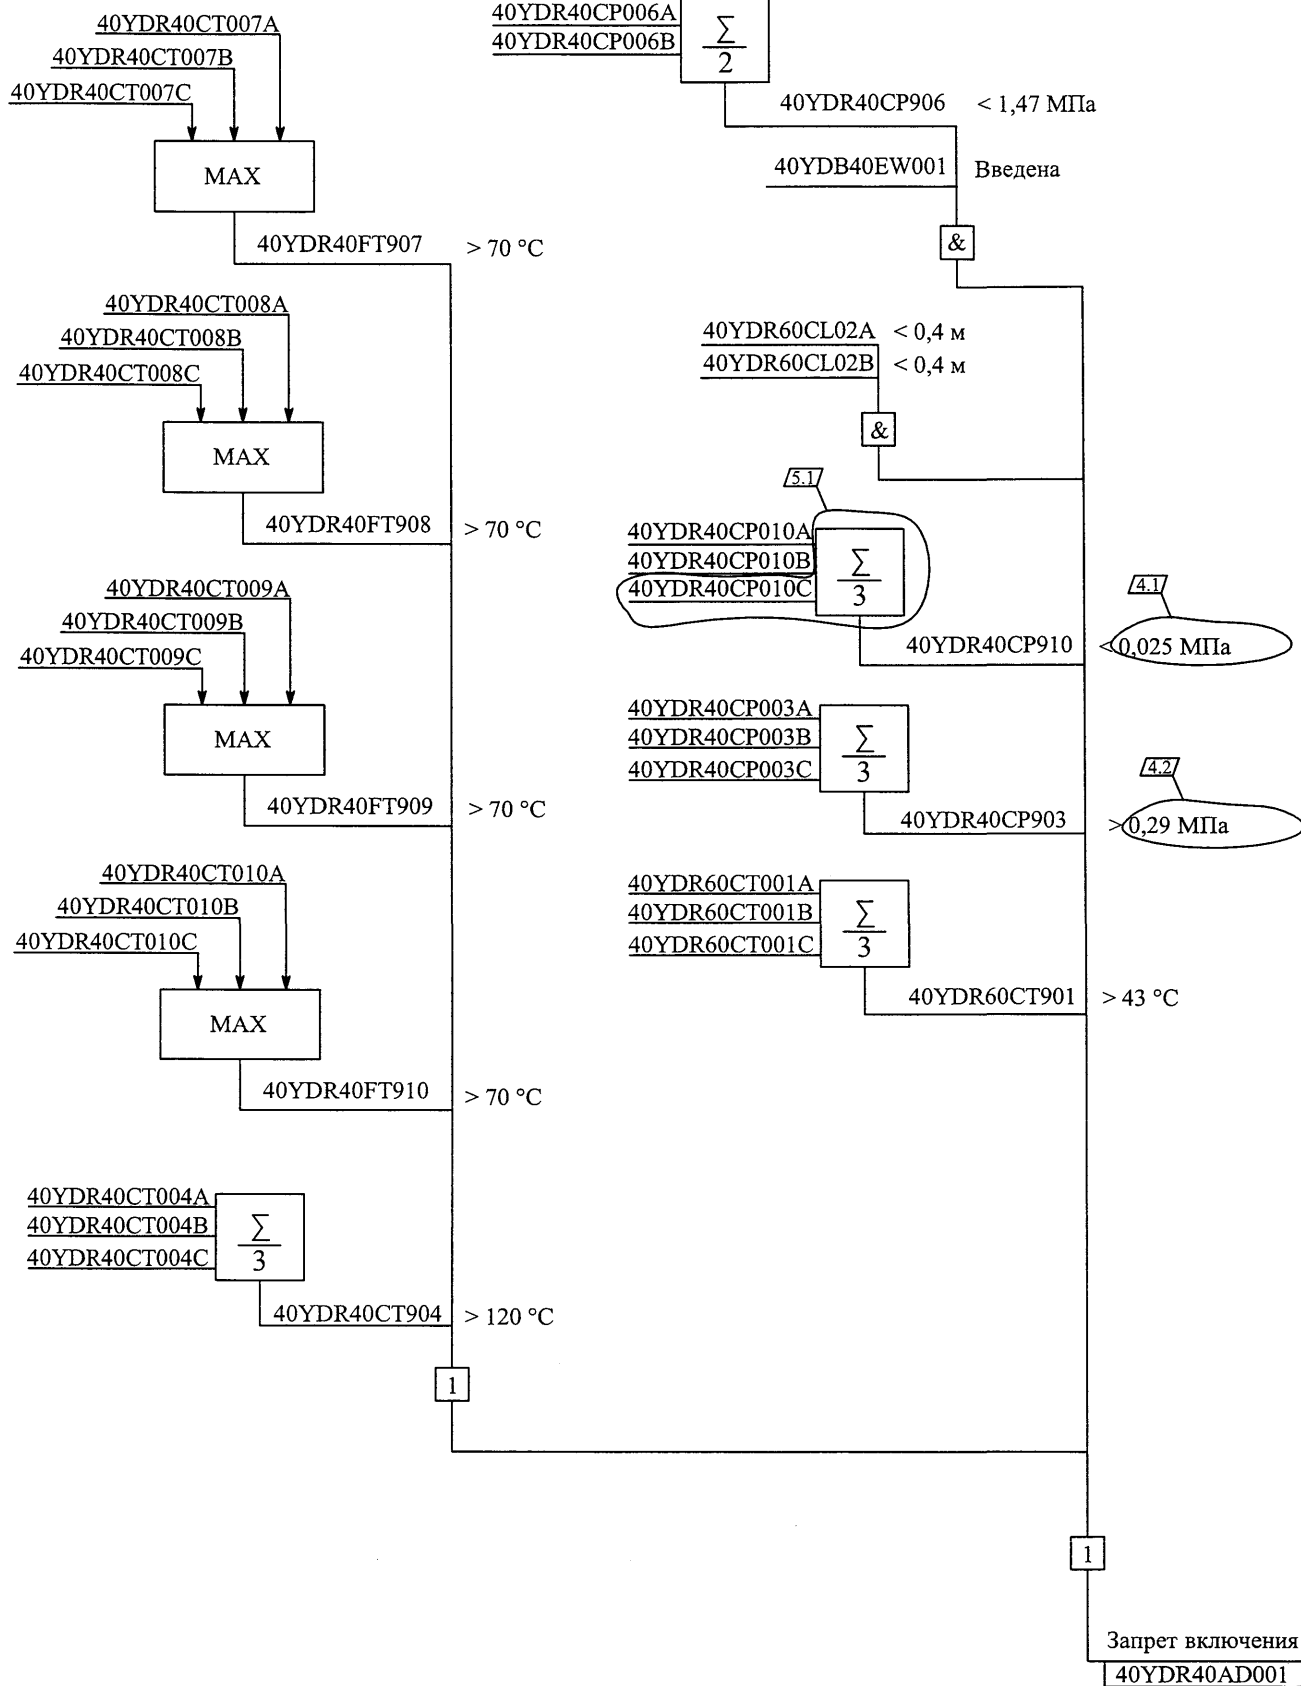 40YDR40CT007A
40YDR40CT007B
40YDR40CT007C
MAX
40YDR40FT907 > 70 °C
40YDR40CT008A
40YDR40CT008B
40YDR40CT008C
MAX
40YDR40FT908 > 70 °C
40YDR40CT009A
40YDR40CT009B
40YDR40CT009C
MAX
40YDR40FT909 > 70 °C
40YDR40CT010A
40YDR40CT010B
40YDR40CT010C
MAX
40YDR40FT910 > 70 °C
40YDR40CT004A
40YDR40CT004B
40YDR40CT004C
Σ
3
40YDR40CT904 > 120 °C
1
40YDR40CP006A
40YDR40CP006B
Σ
2
40YDR40CP906 < 1,47 МПа
40YDB40EW001 Введена
&
40YDR60CL02A < 0,4 м
40YDR60CL02B < 0,4 м
&
5.1
40YDR40CP010A
40YDR40CP010B
40YDR40CP010C
Σ
3
4.1
40YDR40CP910 < 0,025 МПа
40YDR40CP003A
40YDR40CP003B
40YDR40CP003C
Σ
3
4.2
40YDR40CP903 > 0,29 МПа
40YDR60CT001A
40YDR60CT001B
40YDR60CT001C
Σ
3
40YDR60CT901 > 43 °C
1
Запрет включения
40YDR40AD001